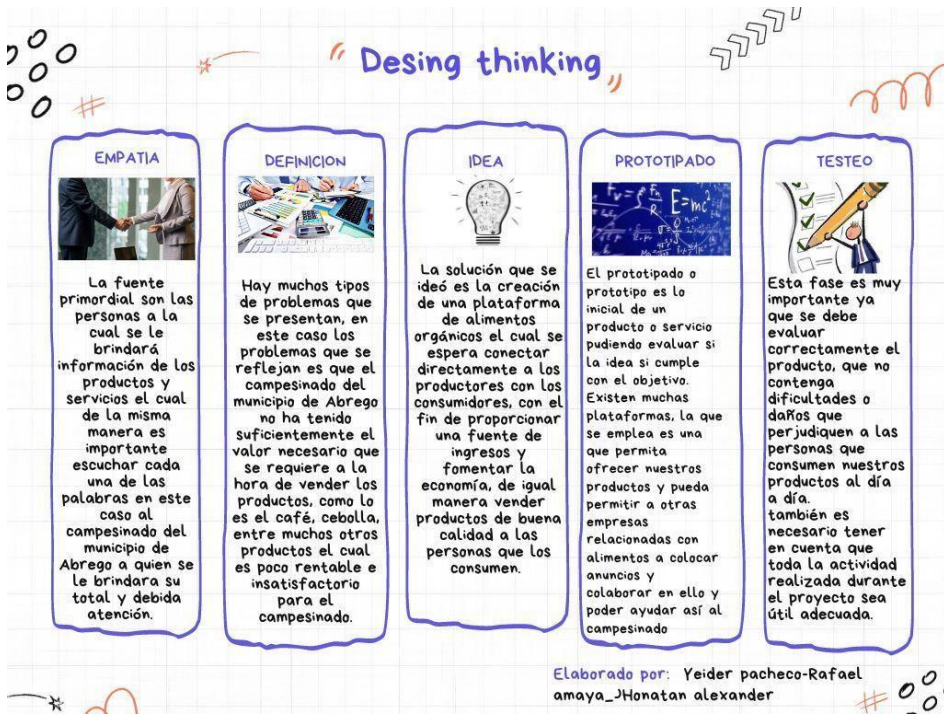 Desing thinking
EMPATIA
La fuente
primordial son las
personas a la
cual se le
brindará
información de los
productos y
servicios el cual
de la misma
manera es
importante
escuchar cada
una de las
palabras en este
caso al
campesinado del
municipio de
Abrego a quien se
le brindara su
total y debida
atención.
DEFINICION
Hay muchos tipos
de problemas que
se presentan, en
este caso los
problemas que se
reflejan es que el
campesinado del
municipio de Abrego
no ha tenido
suficientemente el
valor necesario que
se requiere a la
hora de vender los
productos, como lo
es el café, cebolla,
entre muchos otros
productos el cual
es poco rentable e
insatisfactorio
para el
campesinado.
IDEA
La solución que se
ideó es la creación
de una plataforma
de alimentos
orgánicos el cual se
espera conectar
directamente a los
productores con los
consumidores, con el
fin de proporcionar
una fuente de
ingresos y
fomentar la
economía, de igual
manera vender
productos de buena
calidad a las
personas que los
consumen.
PROTOTIPADO
E=mc²
El prototipado o
prototipo es lo
inicial de un
producto o servicio
pudiendo evaluar si
la idea si cumple
con el objetivo.
Existen muchas
plataformas, la que
se emplea es una
que permita
ofrecer nuestros
productos y pueda
permitir a otras
empresas
relacionadas con
alimentos a colocar
anuncios y
colaborar en ello y
poder ayudar así al
campesinado
TESTEO
Esta fase es muy
importante ya
que se debe
evaluar
correctamente el
producto, que no
contenga
dificultades o
daños que
perjudiquen a las
personas que
consumen nuestros
productos al día
a día.
también es
necesario tener
en cuenta que
toda la actividad
realizada durante
el proyecto sea
útil adecuada.
Elaborado por: Yeider pacheco-Rafael
amaya_JHonatan alexander